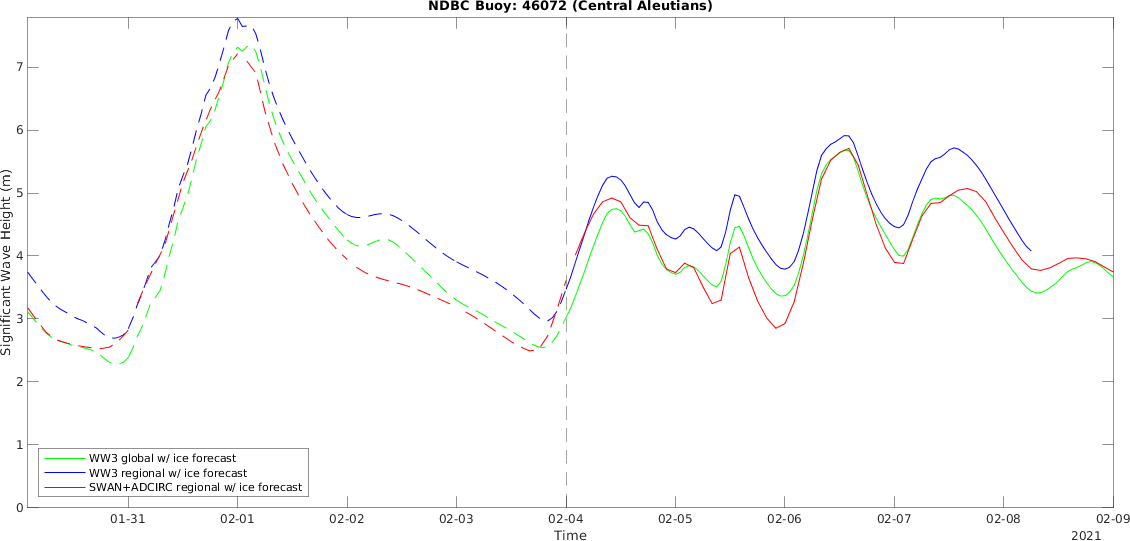 NDBC Buoy: 46072 (Central Aleutians)
Significant Wave Height (m)
7
6
5
4
3
2
1
0
WW3 global w/ ice forecast
WW3 regional w/ ice forecast
SWAN+ADCIRC regional w/ ice forecast
01-31 02-01 02-02 02-03 02-04 02-05 02-06 02-07 02-08 02-09
Time
2021